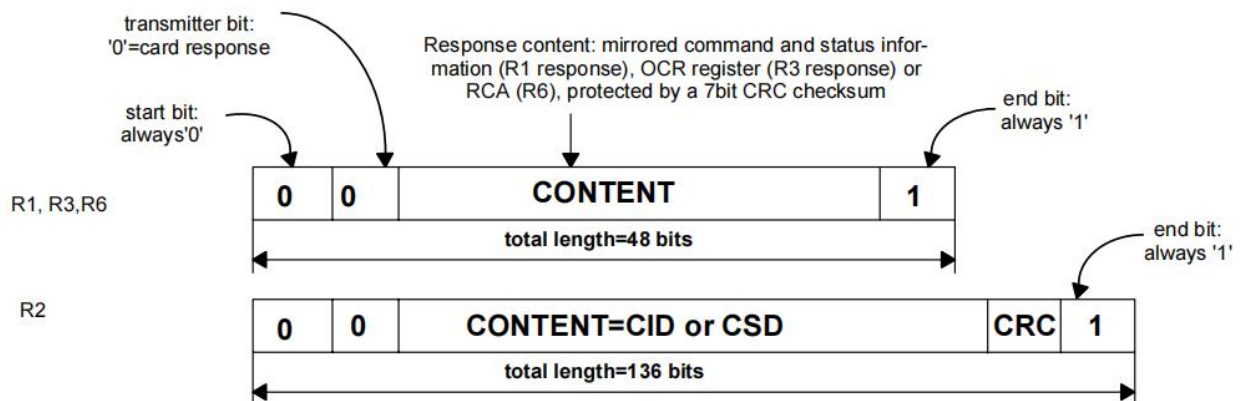 transmitter bit:
'0'=card response
Response content: mirrored command and status infor-
mation (R1 response), OCR register (R3 response) or
RCA (R6), protected by a 7bit CRC checksum
start bit:
always'0'
end bit:
always '1'
R1, R3,R6
0 0 CONTENT 1
total length=48 bits
end bit:
always '1'
R2
0 0 CONTENT=CID or CSD CRC 1
total length=136 bits